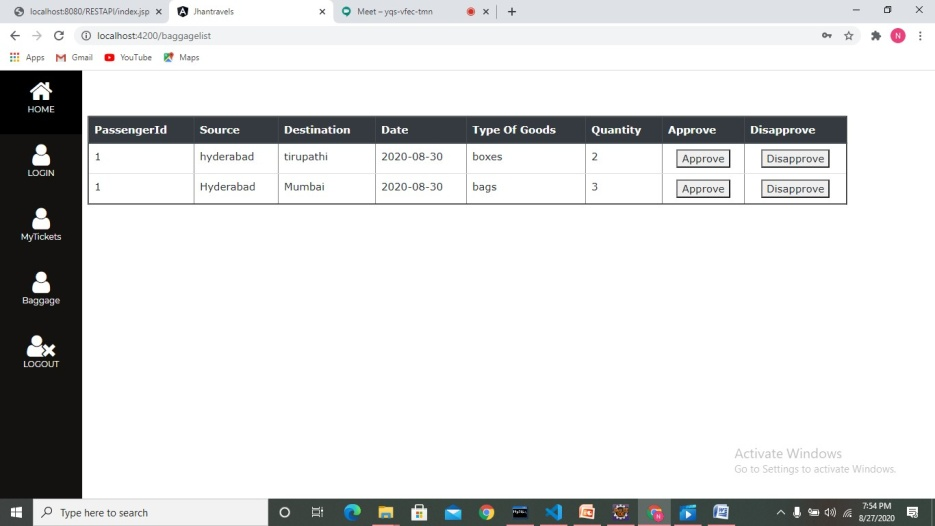 localhost:8080/RESTAPI/index.jsp
Jhantravels
Meet – yqs-vfec-tmn
localhost:4200/baggagelist
N
Apps
Gmail
YouTube
Maps
HOME
LOGIN
MyTickets
Baggage
LOGOUT
PassengerId Source Destination Date Type Of Goods Quantity Approve Disapprove
1 hyderabad tirupathi 2020-08-30 boxes 2 Approve Disapprove
1 Hyderabad Mumbai 2020-08-30 bags 3 Approve Disapprove
Activate Windows
Go to Settings to activate Windows.
Type here to search
7:54 PM
8/27/2020